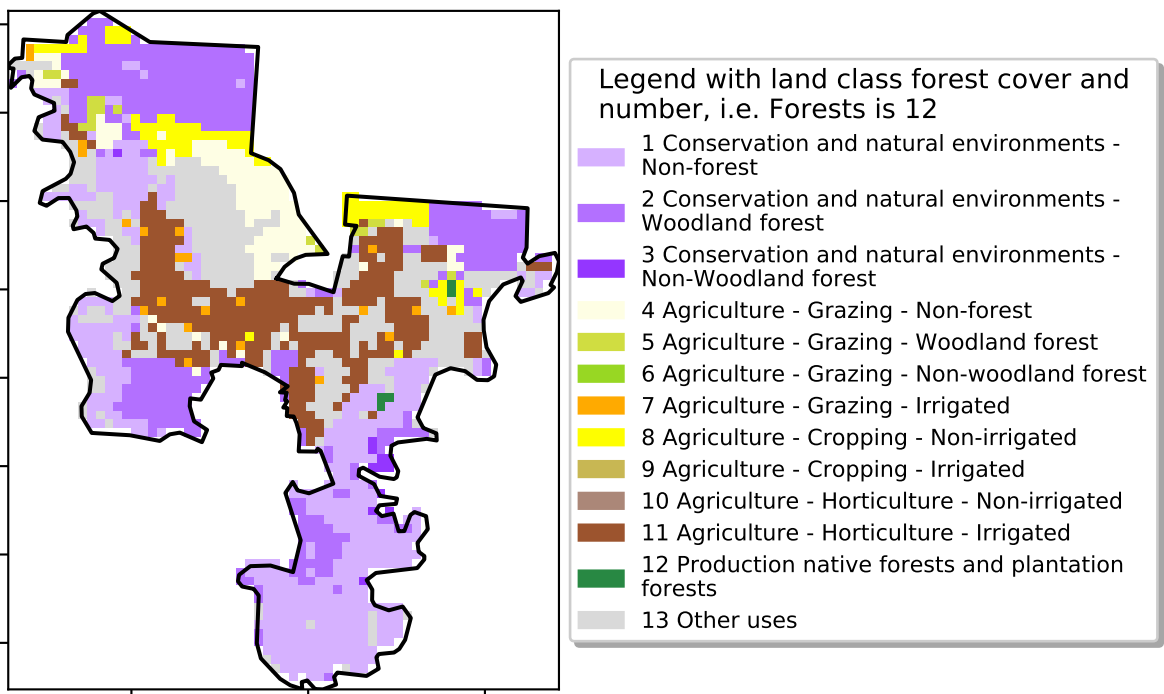 Legend with land class forest cover and
number, i.e. Forests is 12
1 Conservation and natural environments -
Non-forest
2 Conservation and natural environments -
Woodland forest
3 Conservation and natural environments -
Non-Woodland forest
4 Agriculture - Grazing - Non-forest
5 Agriculture - Grazing - Woodland forest
6 Agriculture - Grazing - Non-woodland forest
7 Agriculture - Grazing - Irrigated
8 Agriculture - Cropping - Non-irrigated
9 Agriculture - Cropping - Irrigated
10 Agriculture - Horticulture - Non-irrigated
11 Agriculture - Horticulture - Irrigated
12 Production native forests and plantation
forests
13 Other uses